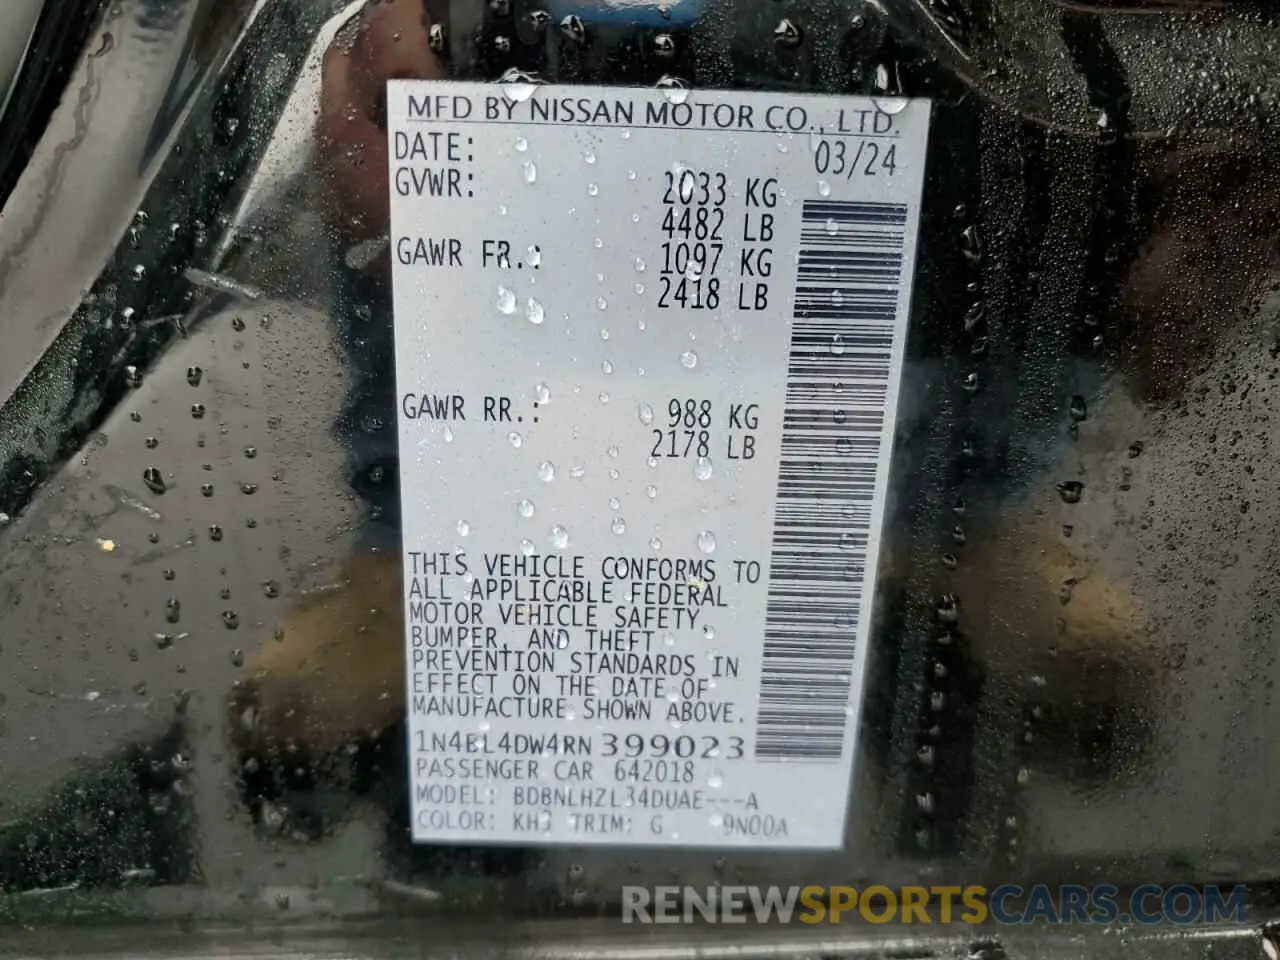 MFD BY NISSAN MOTOR CO., LTD.
DATE: 03/24
GVWR: 2033 KG
4482 LB
GAWR FR.: 1097 KG
2418 LB
GAWR RR.: 988 KG
2178 LB
THIS VEHICLE CONFORMS TO
ALL APPLICABLE FEDERAL
MOTOR VEHICLE SAFETY,
BUMPER, AND THEFT
PREVENTION STANDARDS IN
EFFECT ON THE DATE OF
MANUFACTURE SHOWN ABOVE.
1N4BL4DW4RN399023
PASSENGER CAR 642018
MODEL: BDBNLHZL34DUAE---A
COLOR: KH3 TRIM: G 9N00A
RENEWSPORTSCARS.COM